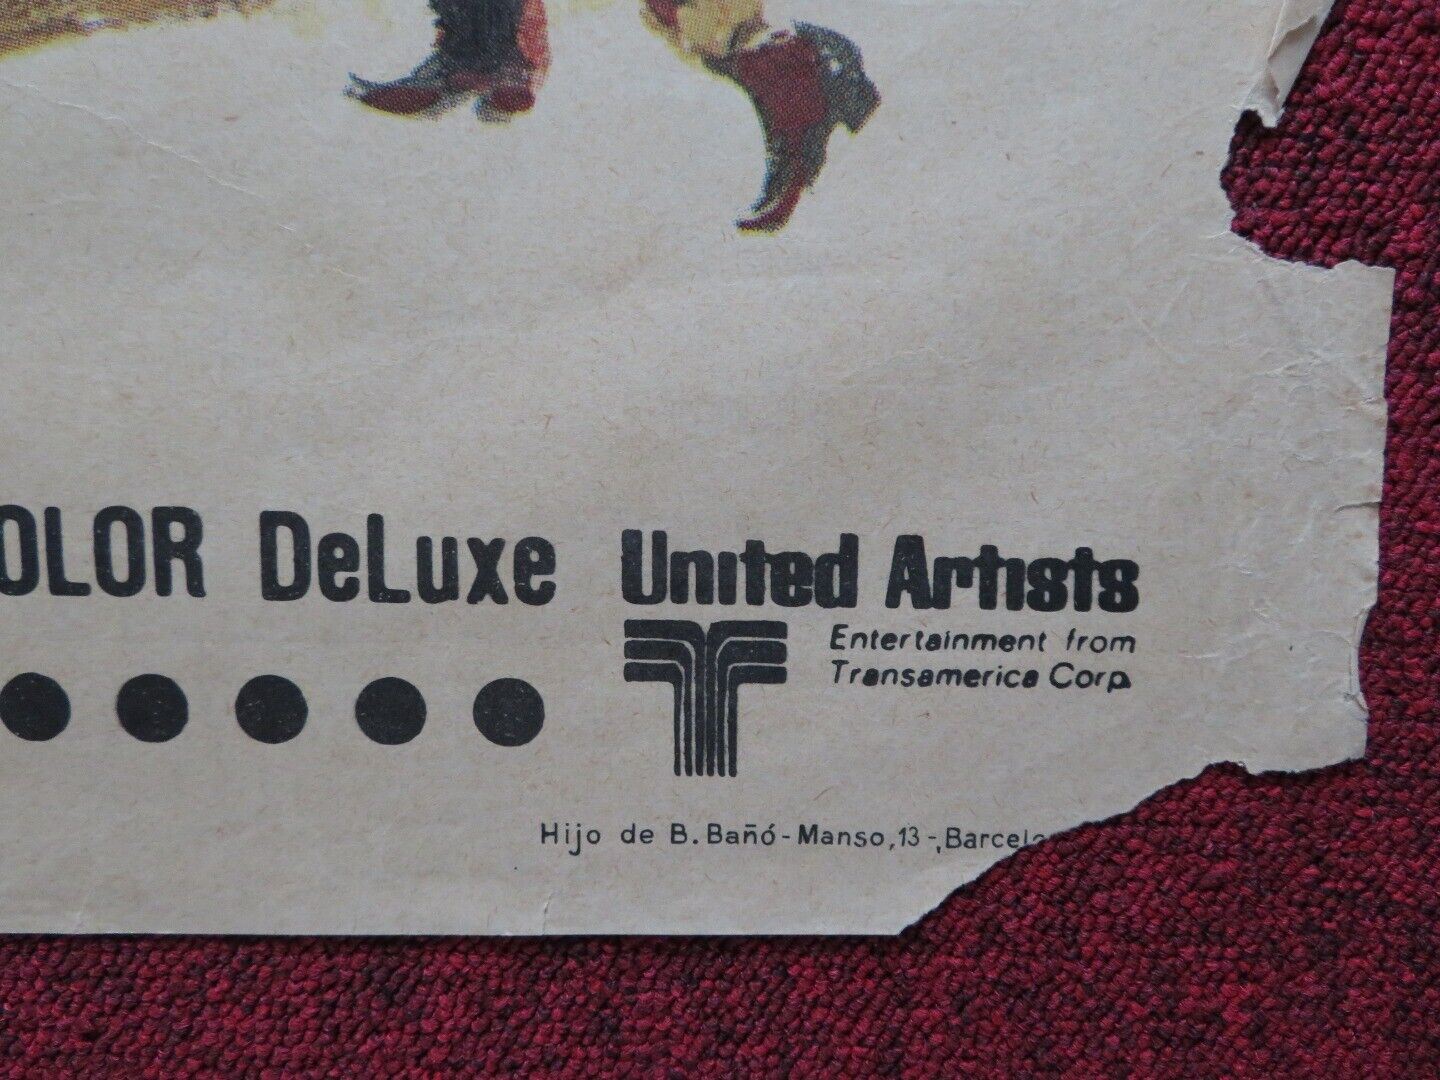 OLOR DeLuxe United Artists
Entertainment from
Transamerica Corp.
Hijo de B. Bañó - Manso, 13 -, Barcelo